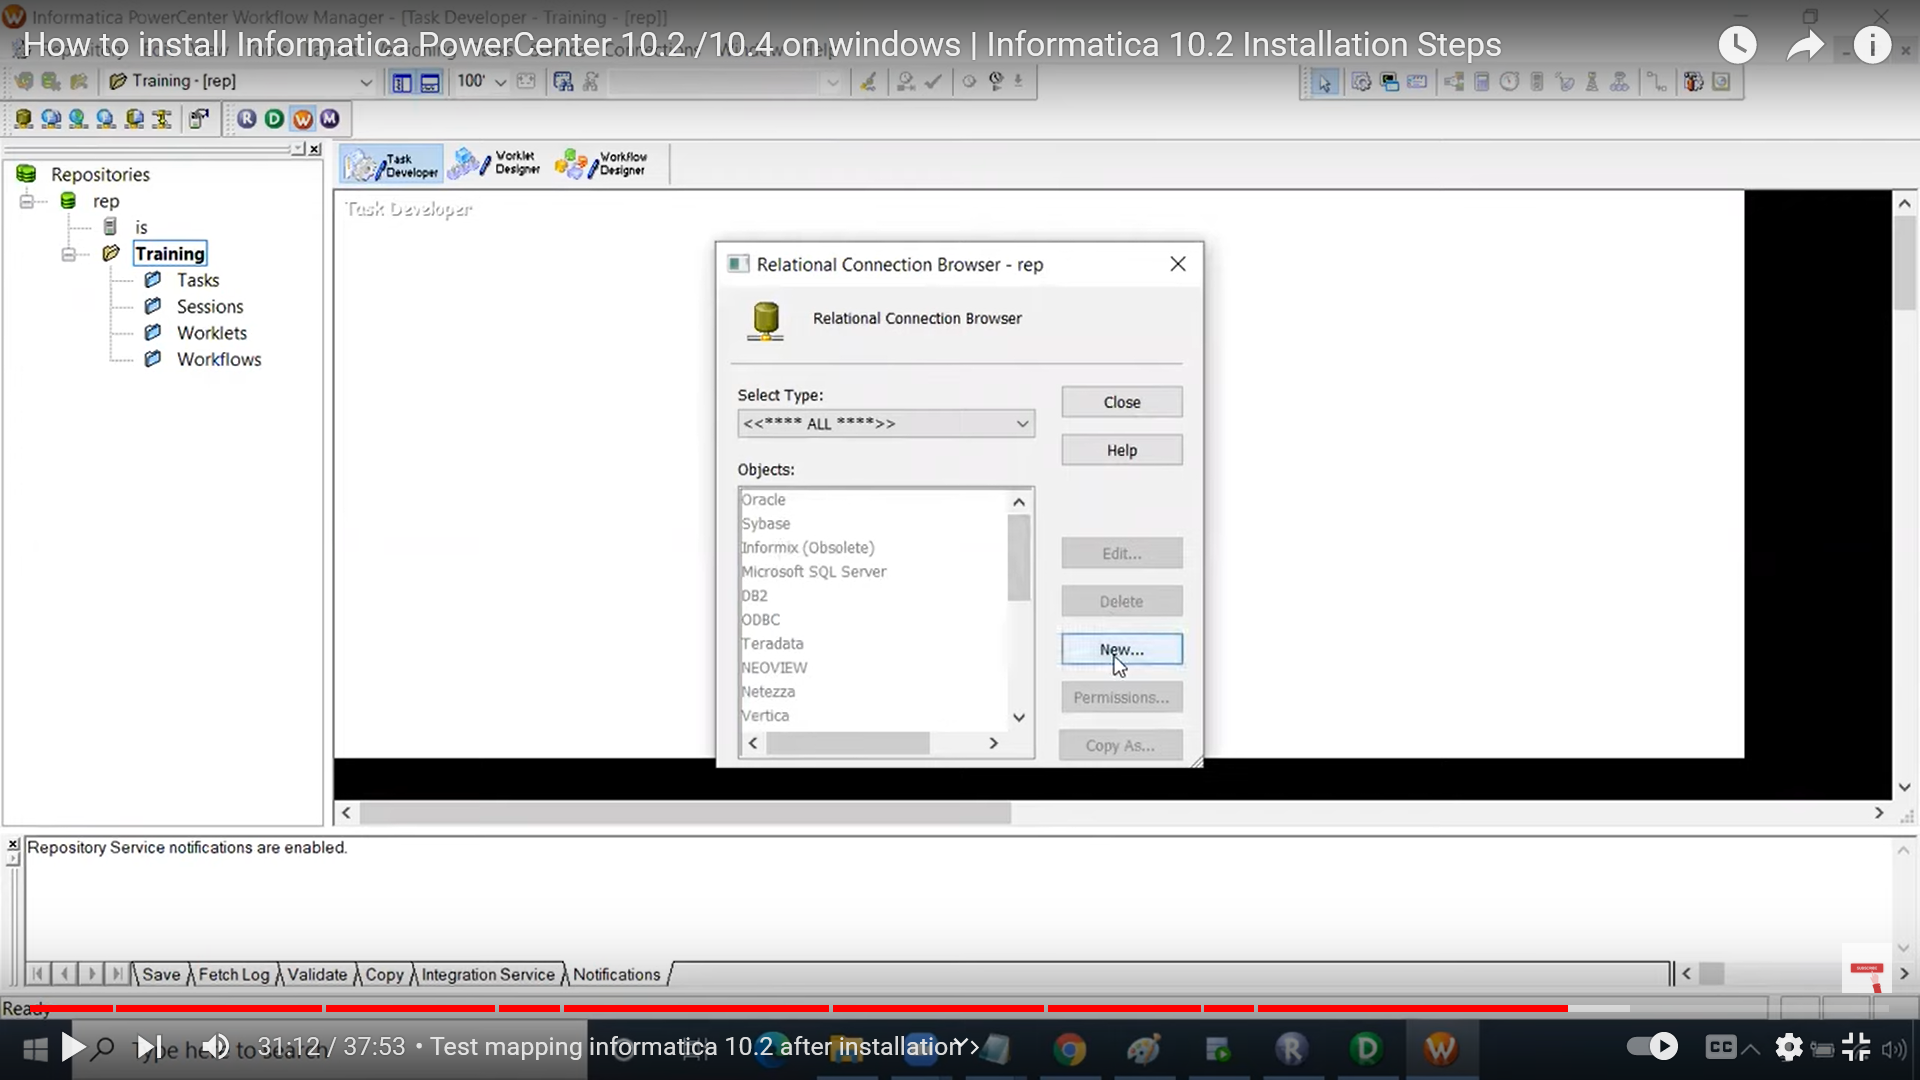 Informatica PowerCenter Workflow Manager - [Task Developer - Training - [rep]]
How to install Informatica PowerCenter 10.2 /10.4 on windows | Informatica 10.2 Installation Steps
Training - [rep]
100'
R D W M
Repositories
rep
is
Training
Tasks
Sessions
Worklets
Workflows
Task Developer
Worklet Designer
Workflow Designer
Task Developer
Relational Connection Browser - rep
Relational Connection Browser
Select Type:
<<**** ALL ****>>
Close
Help
Objects:
Oracle
Sybase
Informix (Obsolete)
Microsoft SQL Server
DB2
ODBC
Teradata
NEOVIEW
Netezza
Vertica
Edit...
Delete
New...
Permissions...
Copy As...
Repository Service notifications are enabled.
Save
Fetch Log
Validate
Copy
Integration Service
Notifications
SUBSCRIBE
Ready
Type here to search
31:12 / 37:53 • Test mapping informatica 10.2 after installation
CC
R
D
W